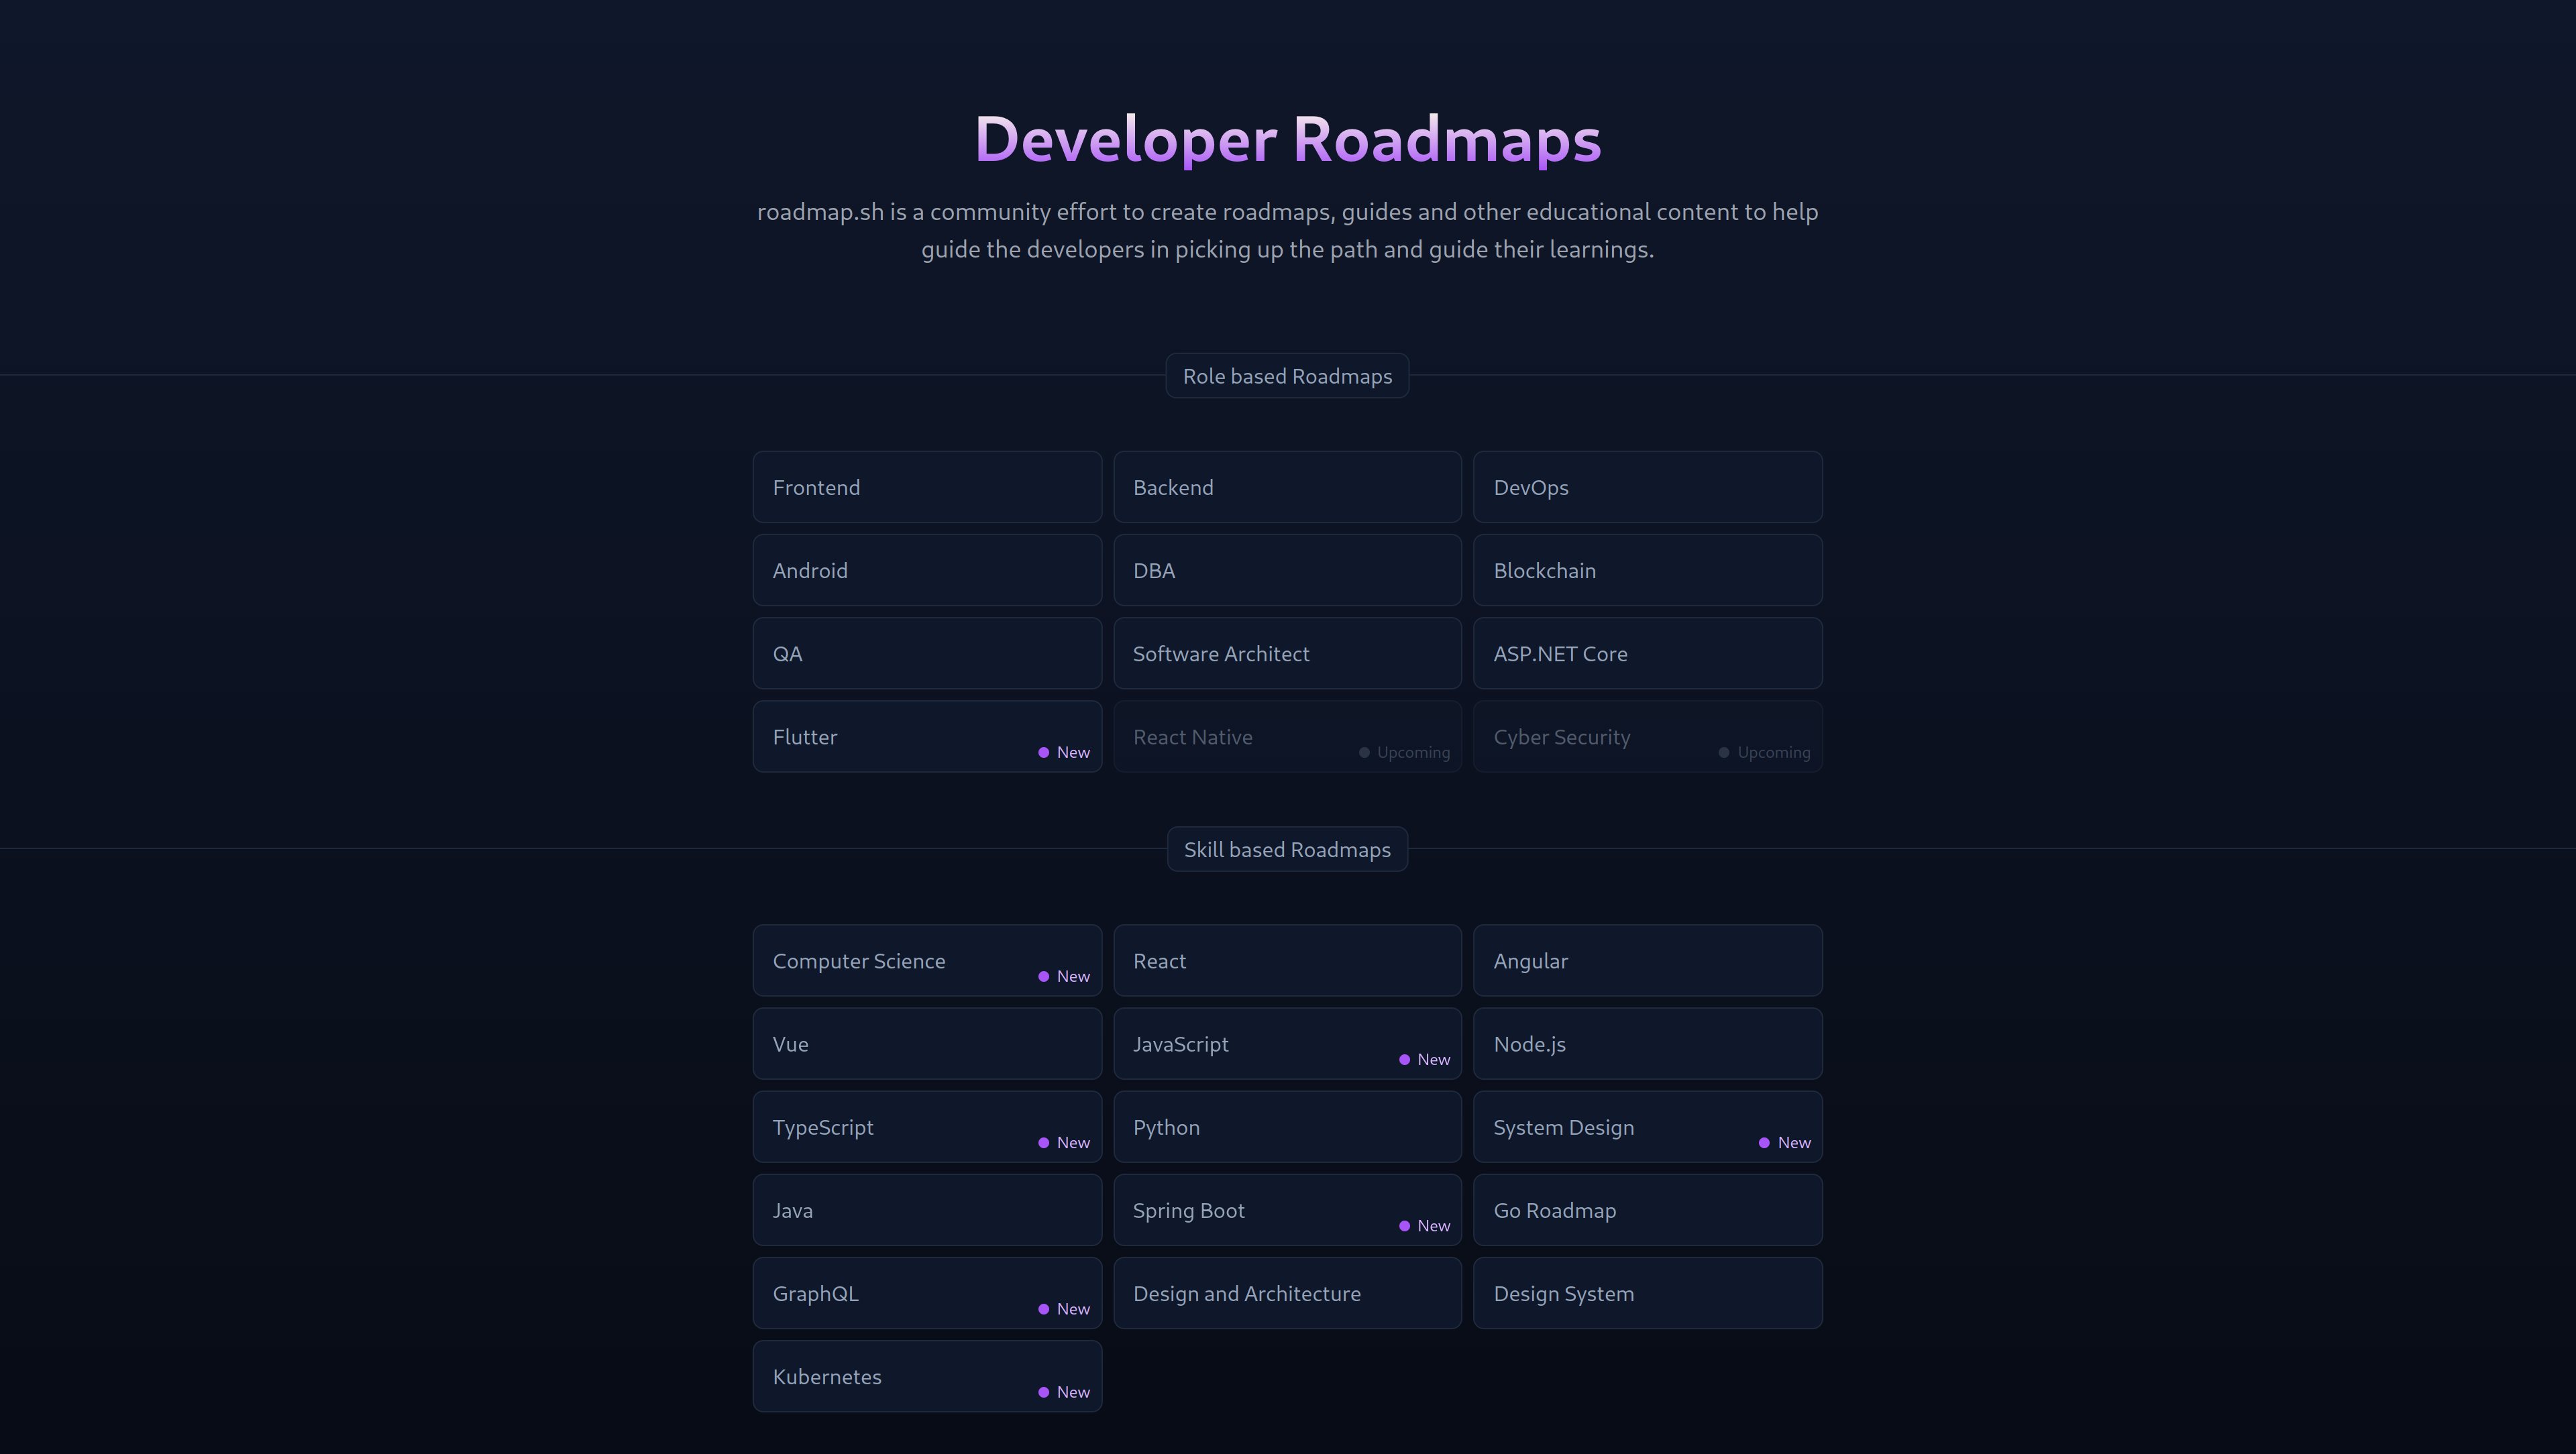 Developer Roadmaps
roadmap.sh is a community effort to create roadmaps, guides and other educational content to help
guide the developers in picking up the path and guide their learnings.
Role based Roadmaps
Frontend
Backend
DevOps
Android
DBA
Blockchain
QA
Software Architect
ASP.NET Core
Flutter
New
React Native
Upcoming
Cyber Security
Upcoming
Skill based Roadmaps
Computer Science
New
React
Angular
Vue
JavaScript
New
Node.js
TypeScript
New
Python
System Design
New
Java
Spring Boot
New
Go Roadmap
GraphQL
New
Design and Architecture
Design System
Kubernetes
New